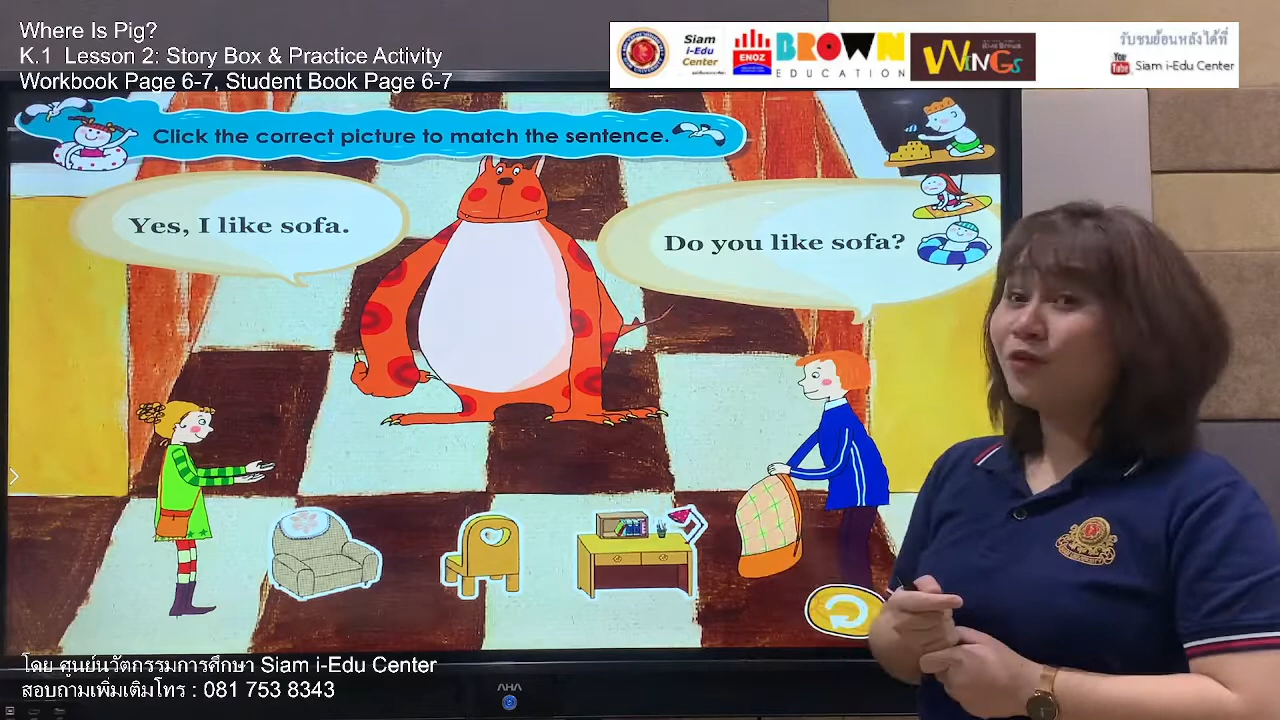 Where Is Pig?
K 1 Lesson 2: Story Box & Practice Activity
Workbook Page 6-7, Student Book Page 6-7
Siam
i-Edu
Center
ENOZ
BROWN
EDUCATION
WINGS
รับชมย้อนหลังได้ที่
You Tube Siam i-Edu Center
Click the correct picture to match the sentence.
Yes, I like sofa.
Do you like sofa?
โดย ศูนย์นวัตกรรมการศึกษา Siam i-Edu Center
สอบถามเพิ่มเติมโทร : 081 753 8343
AHA